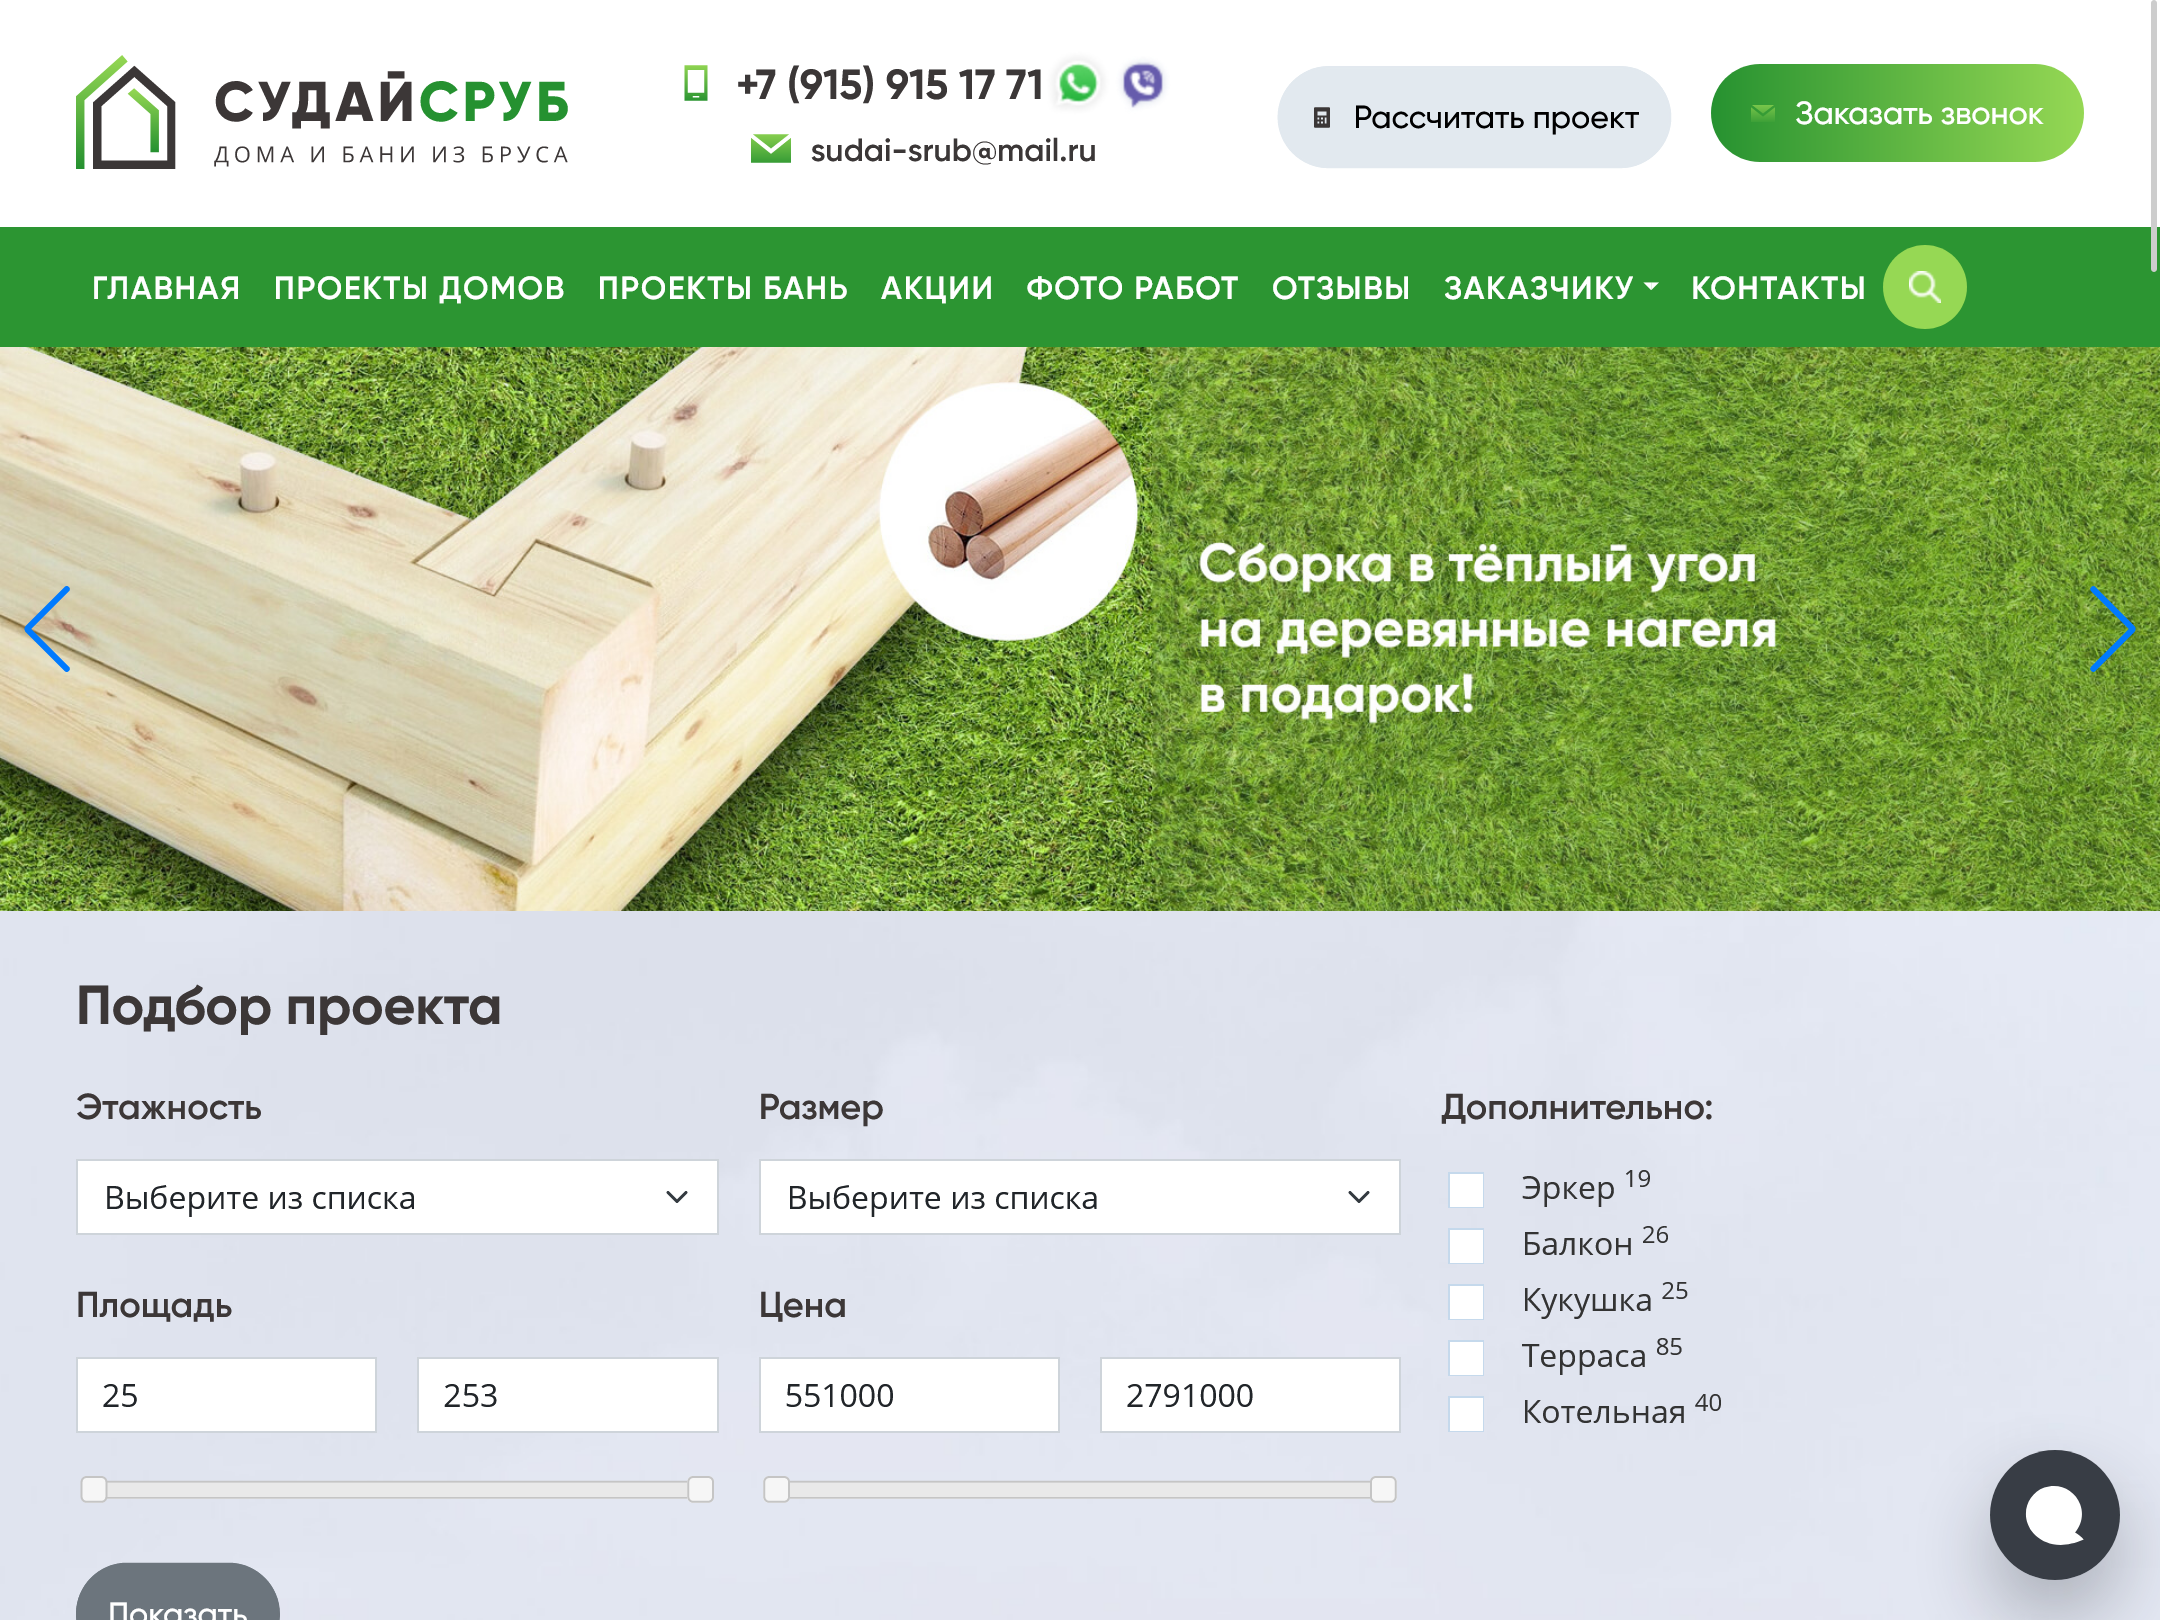 СУДАЙСРУБ
ДОМА И БАНИ ИЗ БРУСА
+7 (915) 915 17 71
sudai-srub@mail.ru
Рассчитать проект
Заказать звонок
ГЛАВНАЯ ПРОЕКТЫ ДОМОВ ПРОЕКТЫ БАНЬ АКЦИИ ФОТО РАБОТ ОТЗЫВЫ ЗАКАЗЧИКУ КОНТАКТЫ
Сборка в тёплый угол
на деревянные нагеля
в подарок!
Подбор проекта
Этажность
Выберите из списка
Размер
Выберите из списка
Площадь
25
253
Цена
551000
2791000
Дополнительно:
Эркер 19
Балкон 26
Кукушка 25
Терраса 85
Котельная 40
Показать